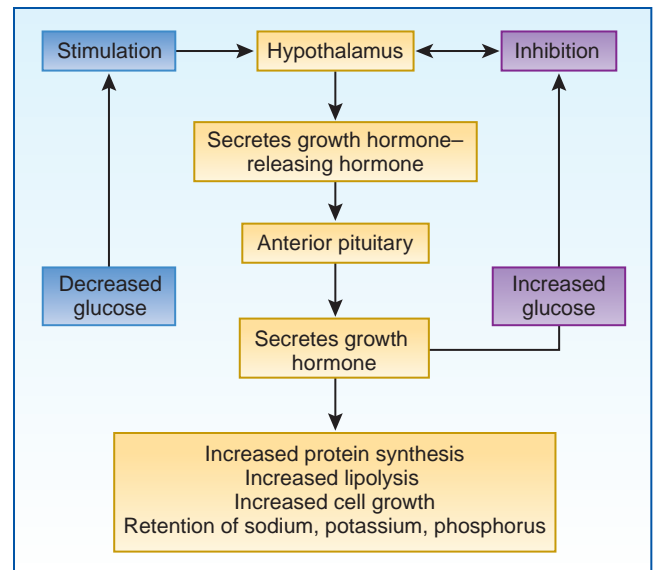 Stimulation
Hypothalamus
Inhibition
Secretes growth hormone–
releasing hormone
Anterior pituitary
Decreased
glucose
Increased
glucose
Secretes growth
hormone
Increased protein synthesis
Increased lipolysis
Increased cell growth
Retention of sodium, potassium, phosphorus